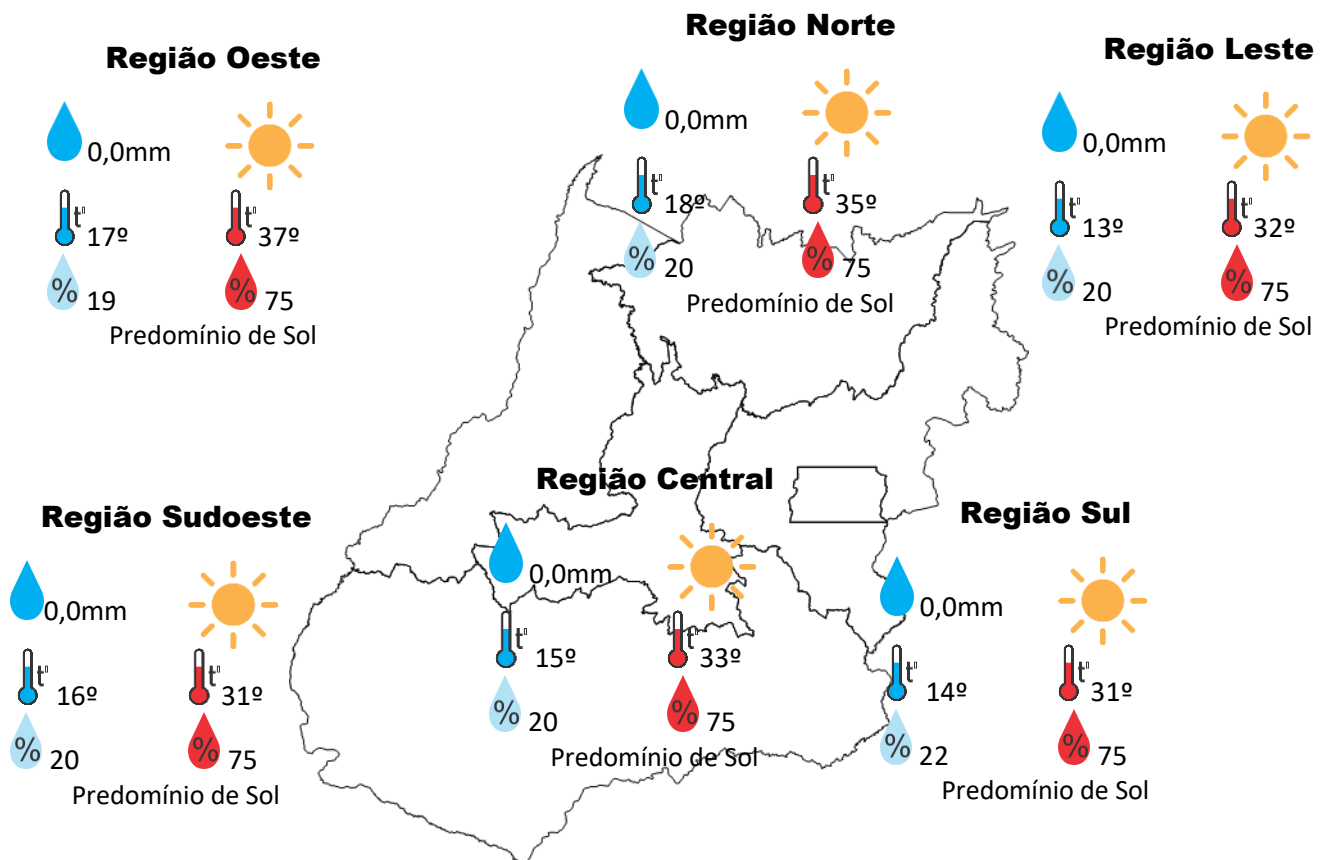 Região Oeste
0,0mm
t°
17º
t°
37º
%
19
%
75
Predomínio de Sol
Região Norte
0,0mm
t°
18º
t°
35º
%
20
%
75
Predomínio de Sol
Região Leste
0,0mm
t°
13º
t°
32º
%
20
%
75
Predomínio de Sol
Região Sudoeste
0,0mm
t°
16º
t°
31º
%
20
%
75
Predomínio de Sol
Região Central
0,0mm
t°
15º
t°
33º
%
20
%
75
Predomínio de Sol
Região Sul
0,0mm
t°
14º
t°
31º
%
22
%
75
Predomínio de Sol